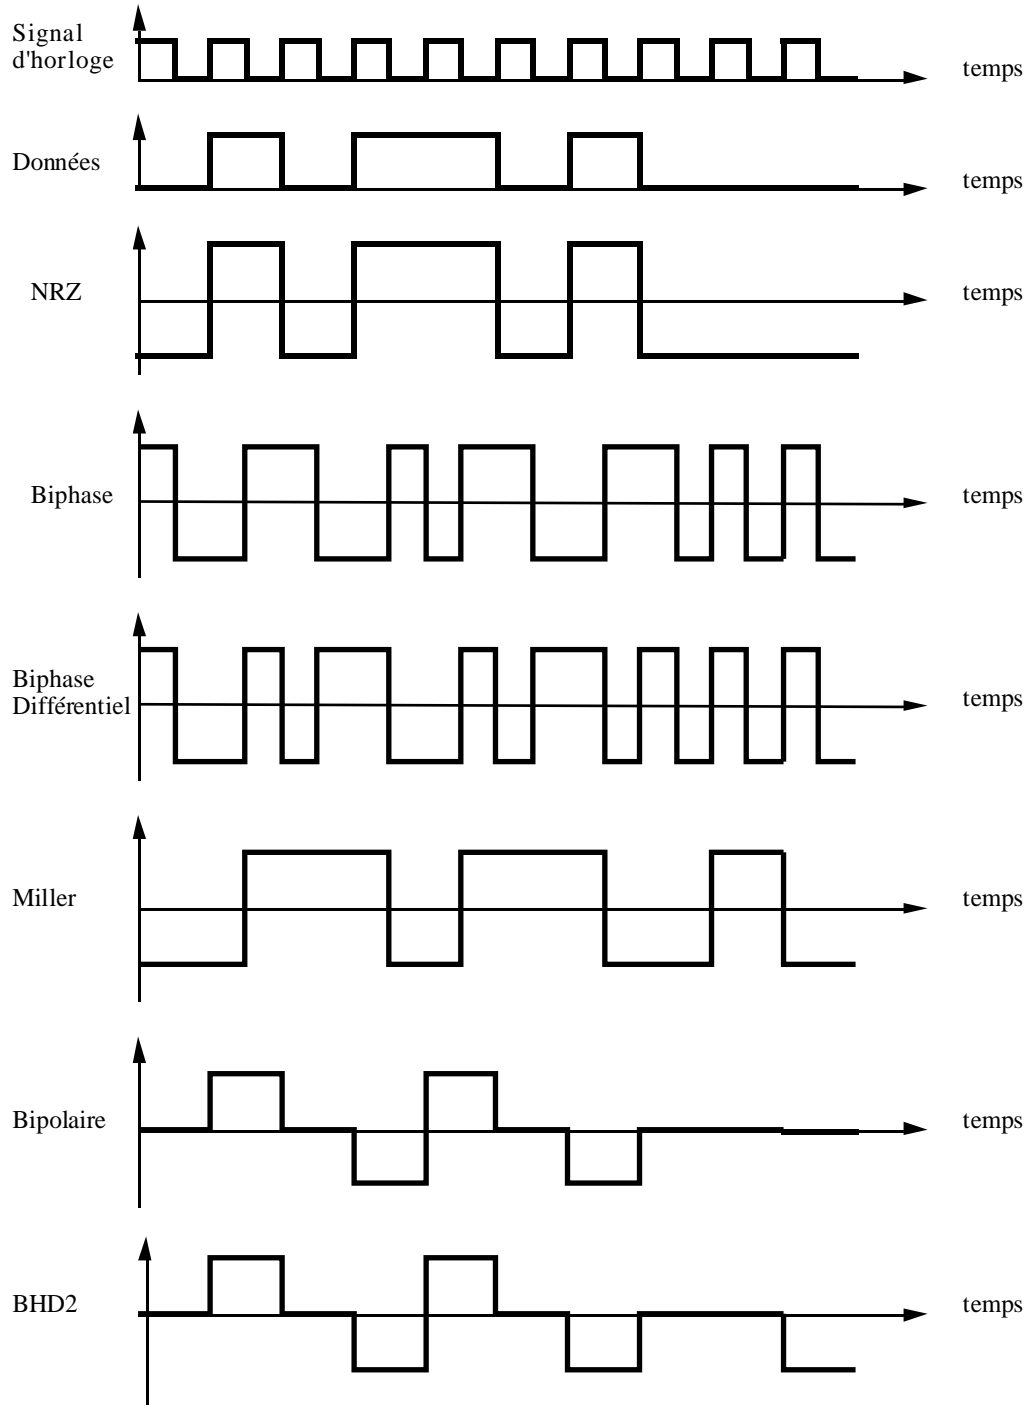 Signal
d'horloge
temps
Données
temps
NRZ
temps
Biphase
temps
Biphase
Différentiel
temps
Miller
temps
Bipolaire
temps
BHD2
temps